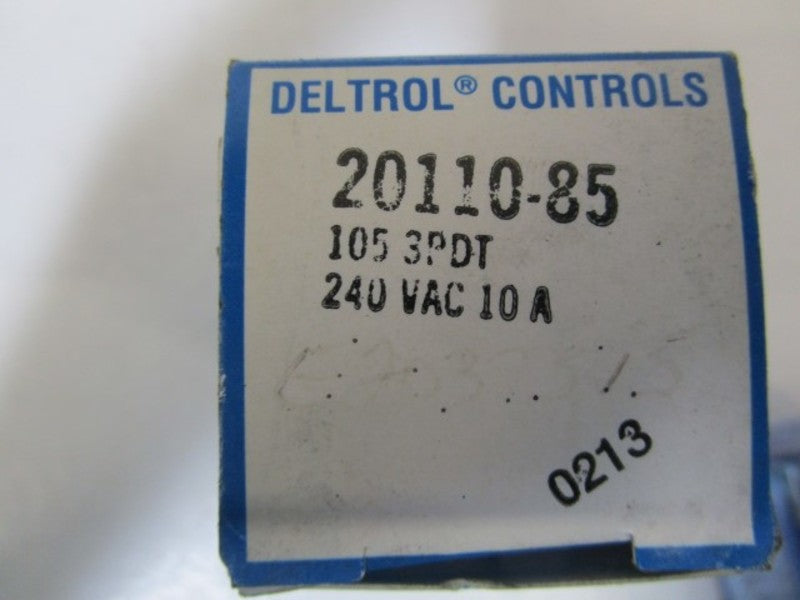 DELTROL® CONTROLS
20110-85
105 3PDT
240 VAC 10 A
0213